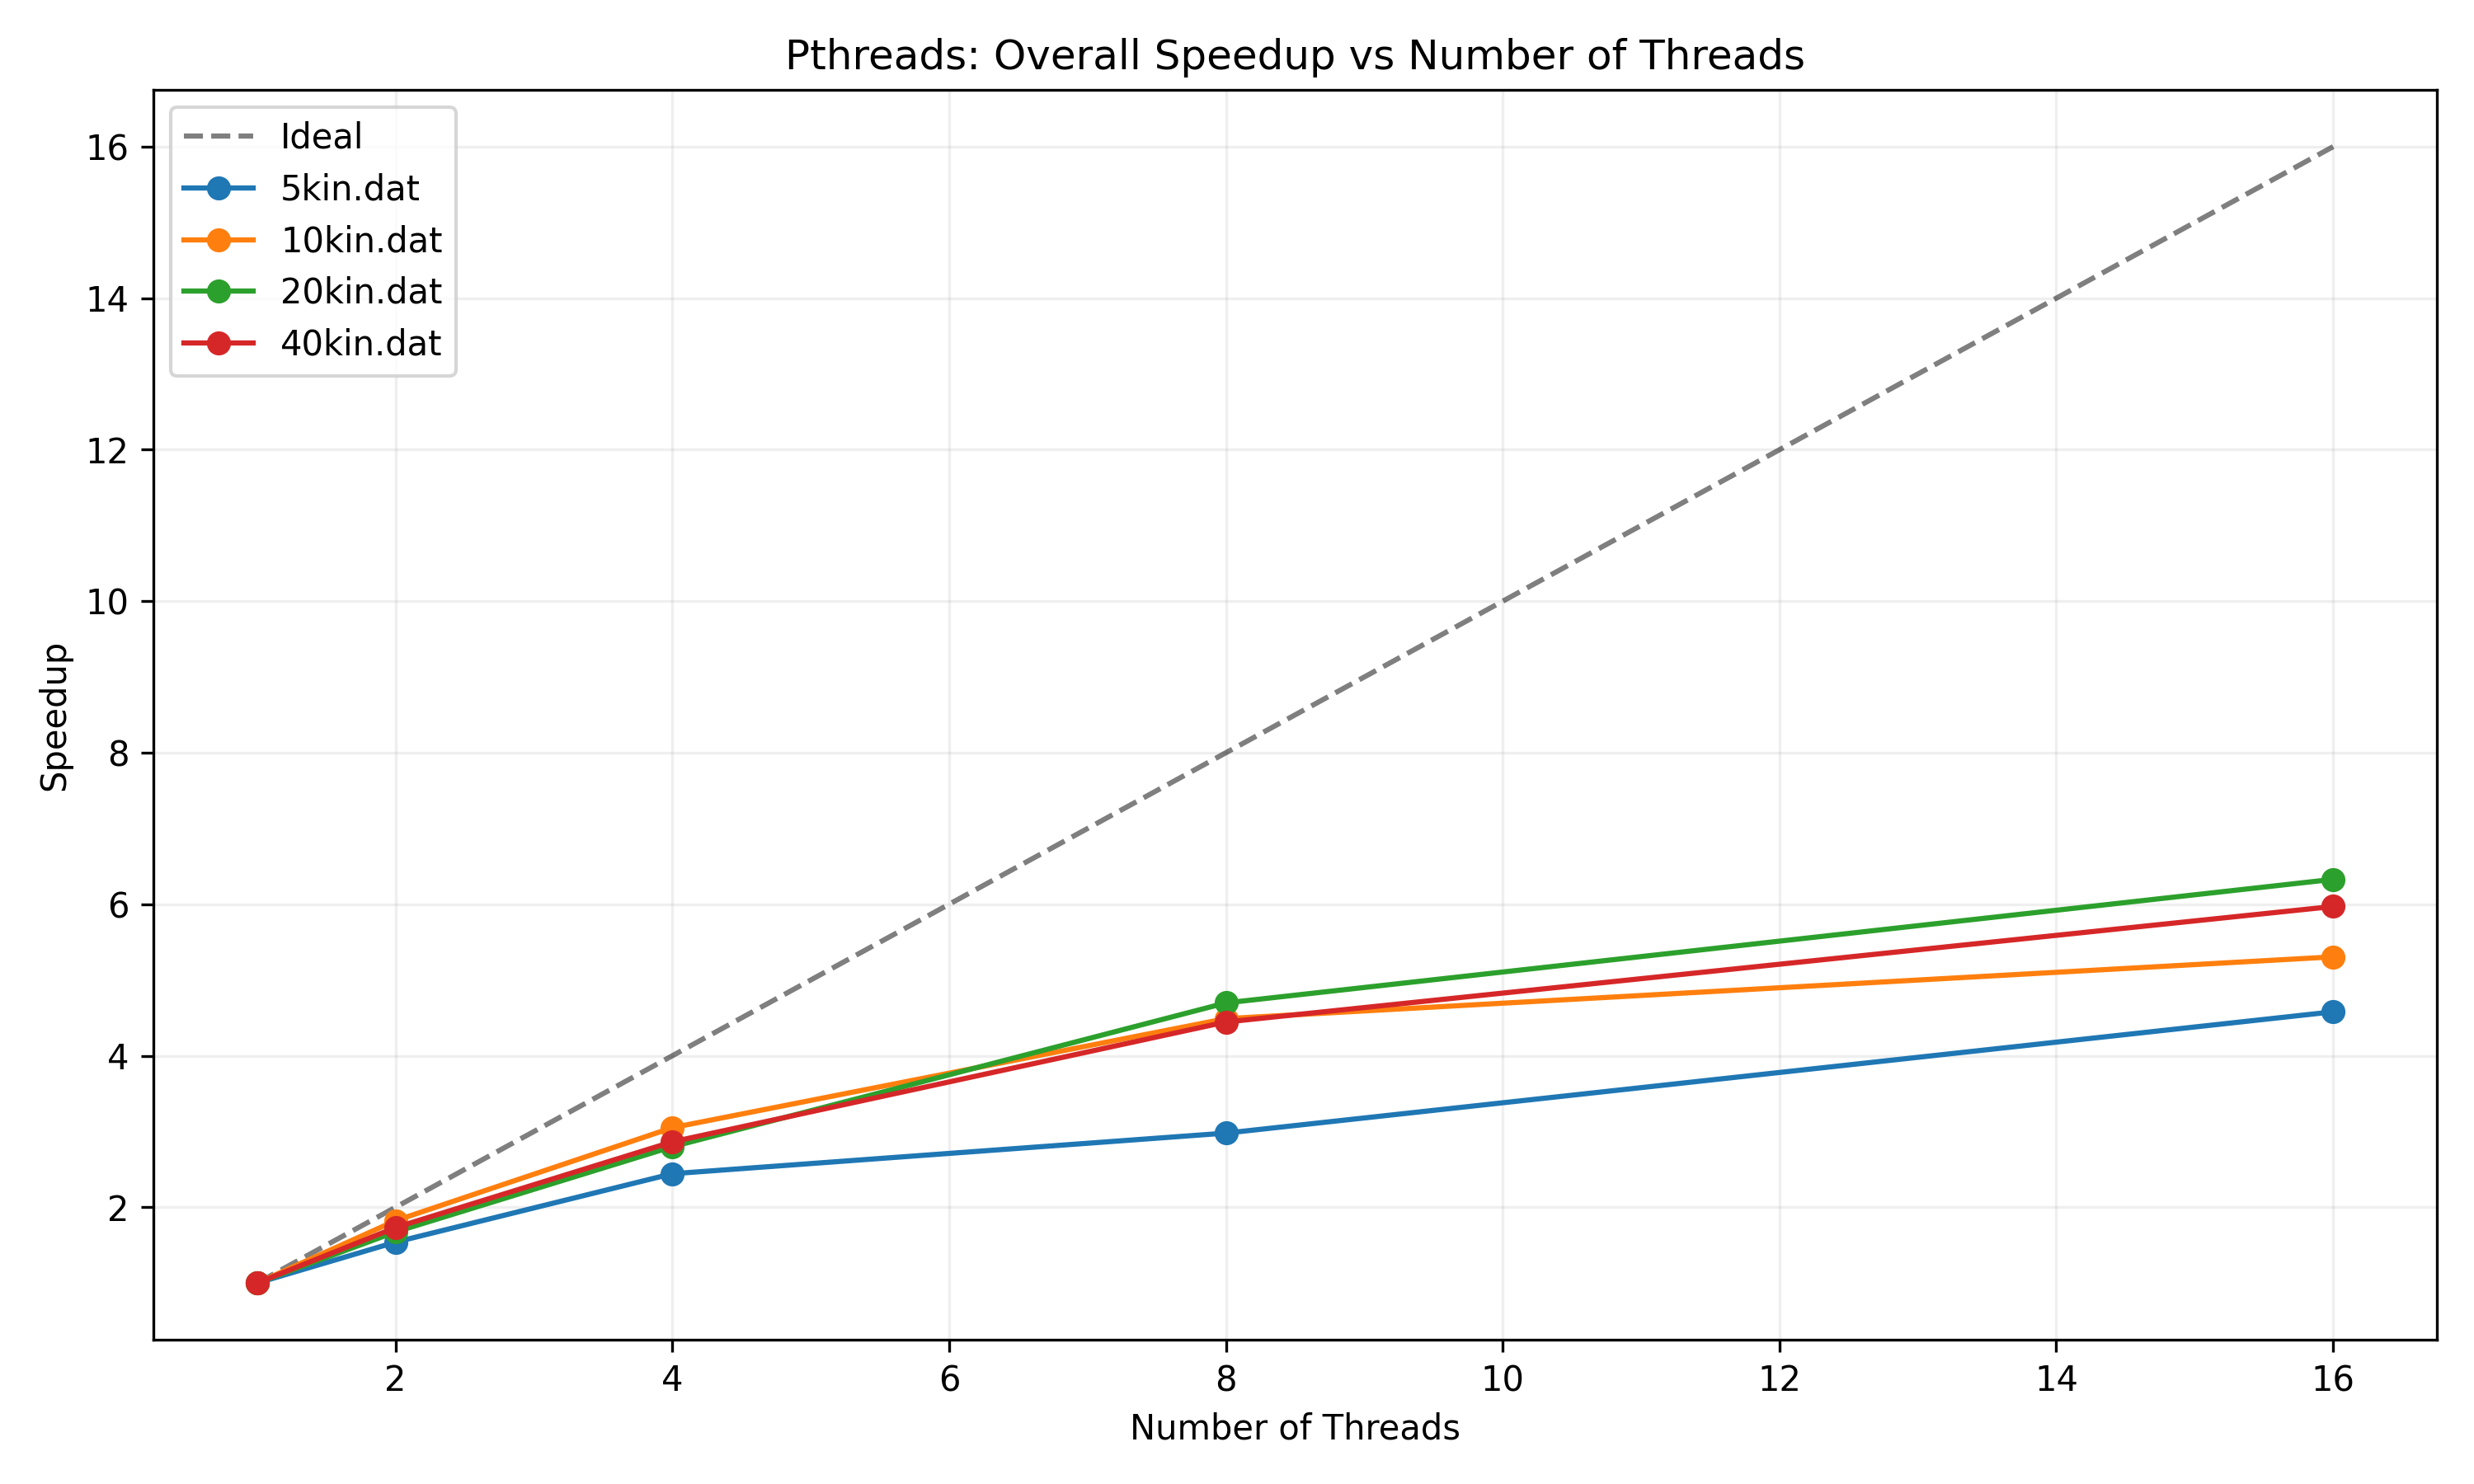 Pthreads: Overall Speedup vs Number of Threads
Ideal
5kin.dat
10kin.dat
20kin.dat
40kin.dat
16
14
12
10
8
6
4
2
Speedup
2 4 6 8 10 12 14 16
Number of Threads